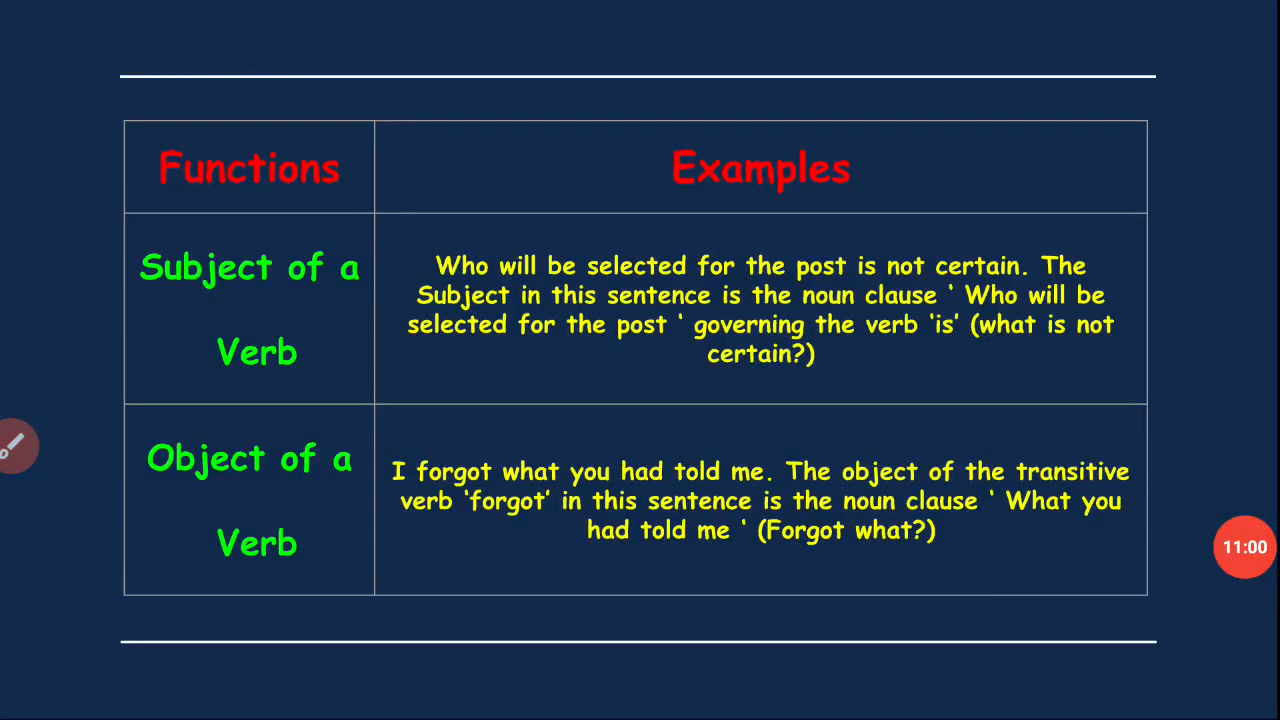 Functions
Examples
Subject of a
Verb
Who will be selected for the post is not certain. The
Subject in this sentence is the noun clause ‘ Who will be
selected for the post ‘ governing the verb ‘is’ (what is not
certain?)
Object of a
Verb
I forgot what you had told me. The object of the transitive
verb ‘forgot’ in this sentence is the noun clause ‘ What you
had told me ‘ (Forgot what?)
11:00